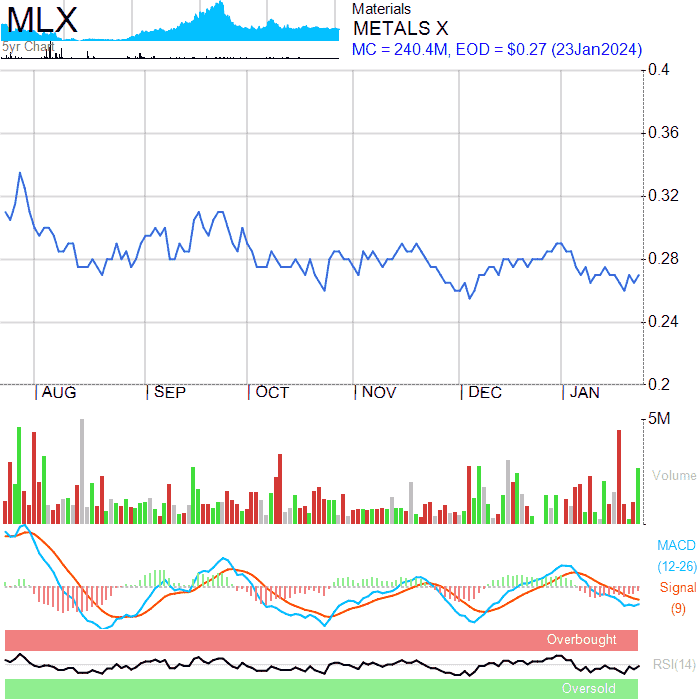 MLX
5yr Chart
Materials
METALS X
MC = 240.4M, EOD = $0.27 (23Jan2024)
0.4
0.36
0.32
0.28
0.24
0.2
AUG SEP OCT NOV DEC JAN
5M
Volume
MACD
(12-26)
Signal
(9)
Overbought
RSI(14)
Oversold